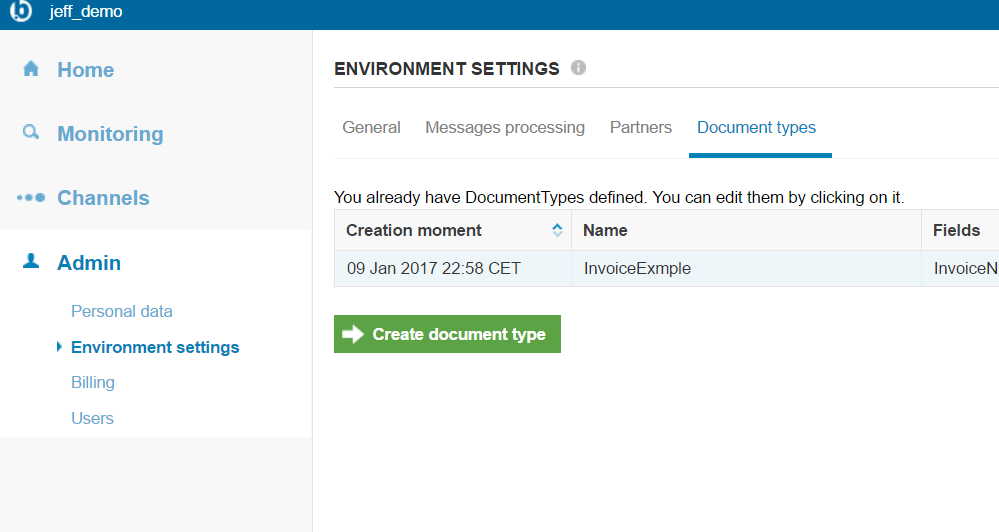 jeff_demo
Home
Monitoring
Channels
Admin
Personal data
Environment settings
Billing
Users
ENVIRONMENT SETTINGS
General Messages processing Partners Document types
You already have DocumentTypes defined. You can edit them by clicking on it.
Creation moment Name Fields
09 Jan 2017 22:58 CET InvoiceExmple InvoiceN
Create document type